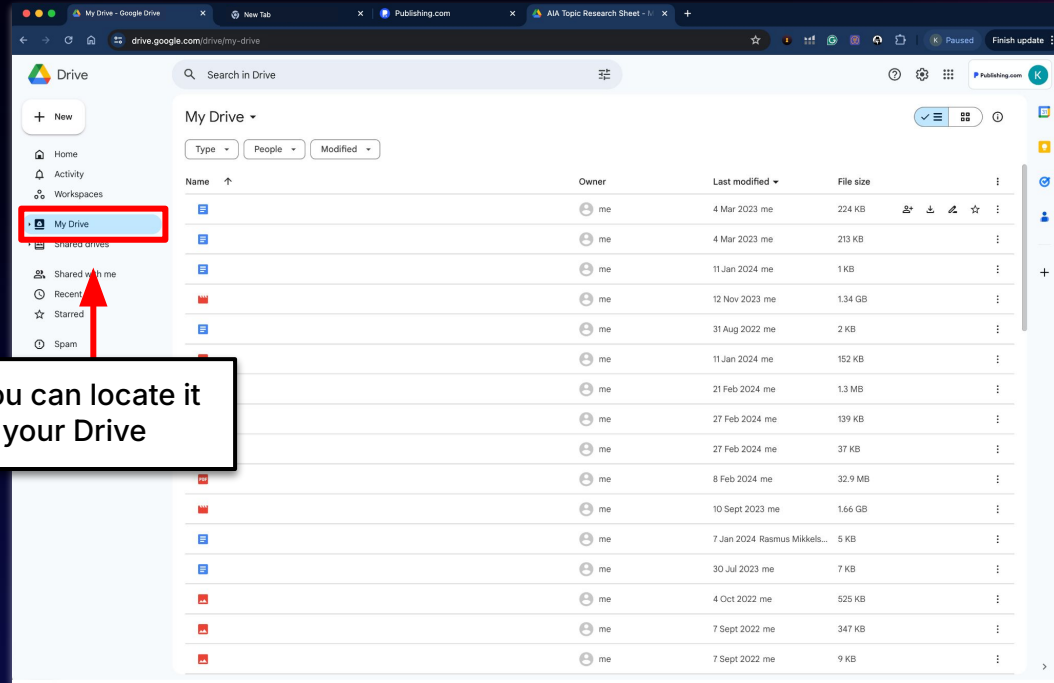 My Drive - Google Drive
New Tab
Publishing.com
AIA Topic Research Sheet - M
drive.google.com/drive/my-drive
K Paused
Finish update
Drive
Search in Drive
Publishing.com
K
New
My Drive
Home
Type
People
Modified
Activity
Workspaces
Name
Owner
Last modified
File size
My Drive
Shared drives
Shared with me
Recent
Starred
Spam
me 4 Mar 2023 me 224 KB
me 4 Mar 2023 me 213 KB
me 11 Jan 2024 me 1 KB
me 12 Nov 2023 me 1.34 GB
me 31 Aug 2022 me 2 KB
me 11 Jan 2024 me 152 KB
me 21 Feb 2024 me 1.3 MB
me 27 Feb 2024 me 139 KB
me 27 Feb 2024 me 37 KB
PDF me 8 Feb 2024 me 32.9 MB
me 10 Sept 2023 me 1.66 GB
me 7 Jan 2024 Rasmus Mikkels... 5 KB
me 30 Jul 2023 me 7 KB
me 4 Oct 2022 me 525 KB
me 7 Sept 2022 me 347 KB
me 7 Sept 2022 me 9 KB
ou can locate it
your Drive